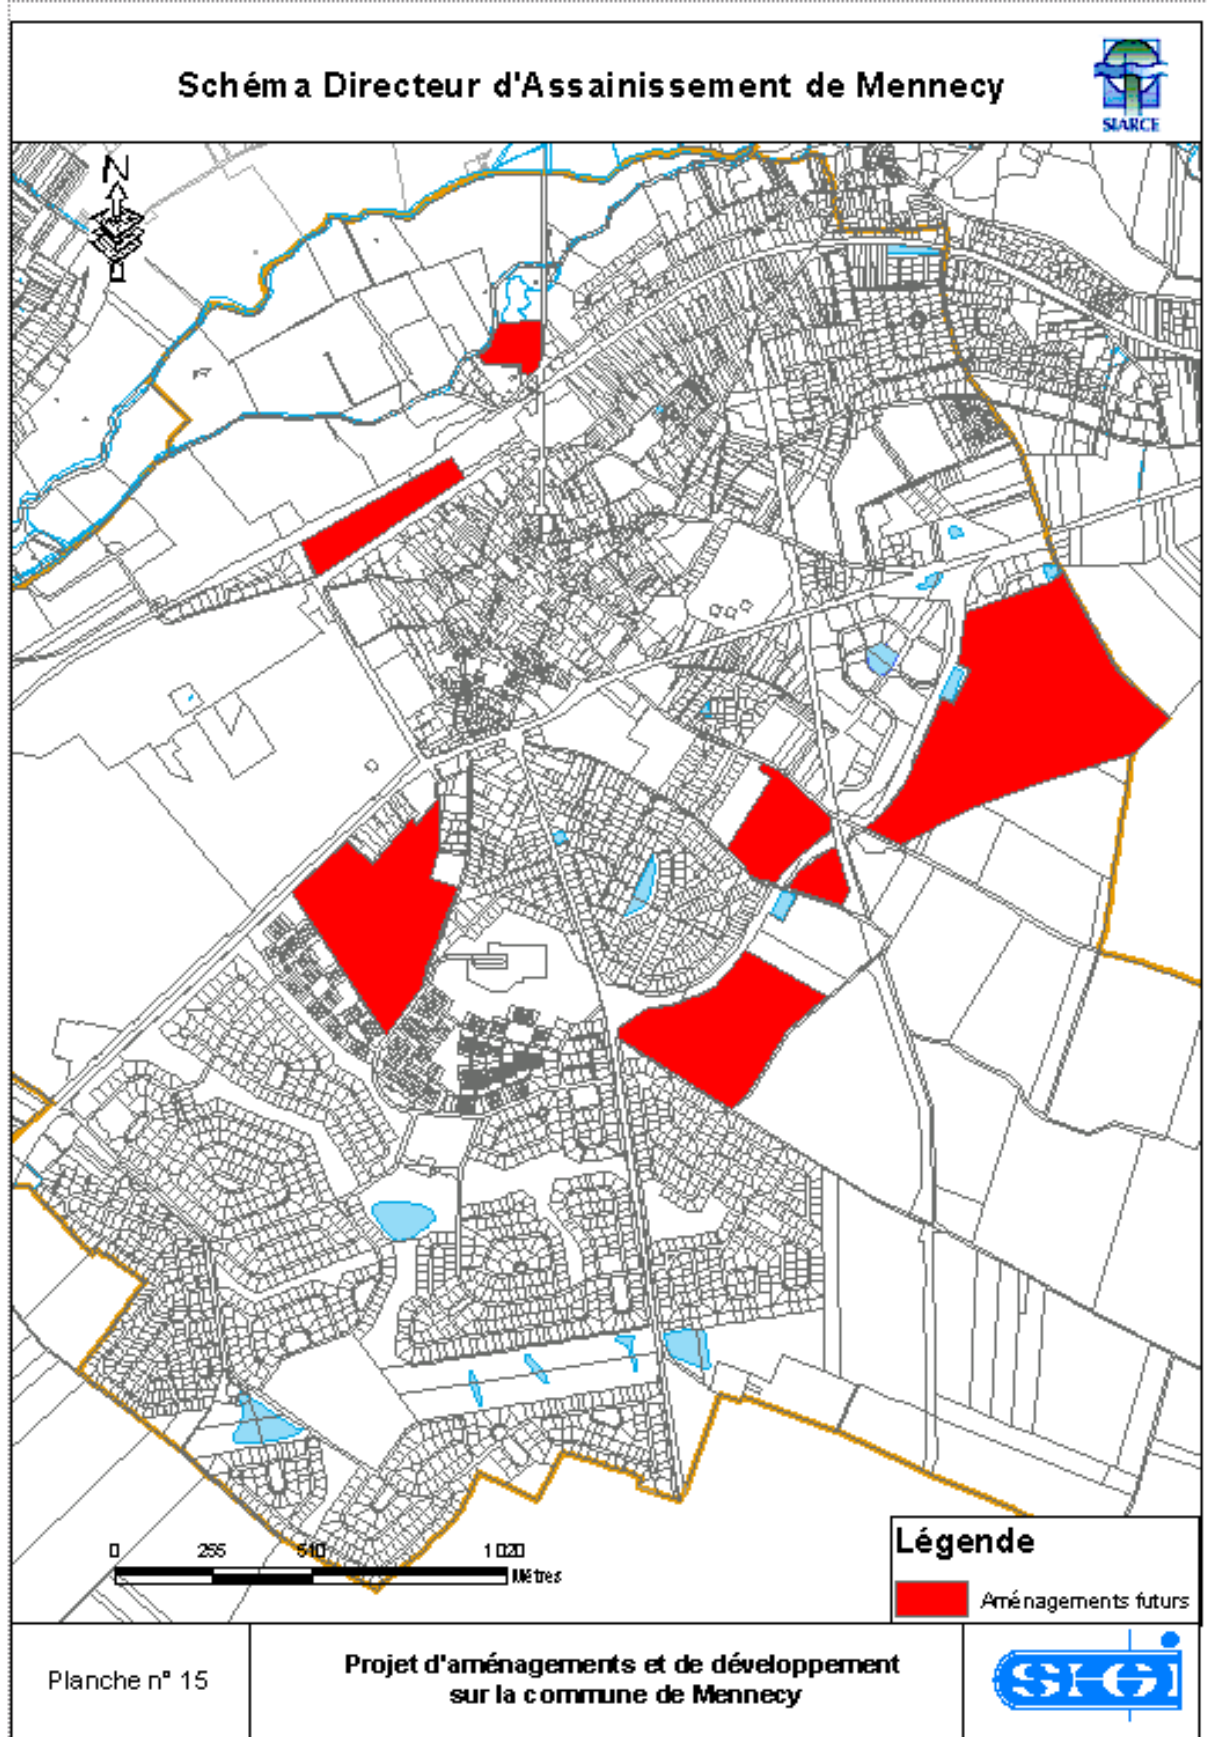 Schéma Directeur d'Assainissement de Mennecy
SIARCE
N
0 255 510 1 020
Mètres
Légende
Aménagements futurs
Planche n° 15
Projet d'aménagements et de développement
sur la commune de Mennecy